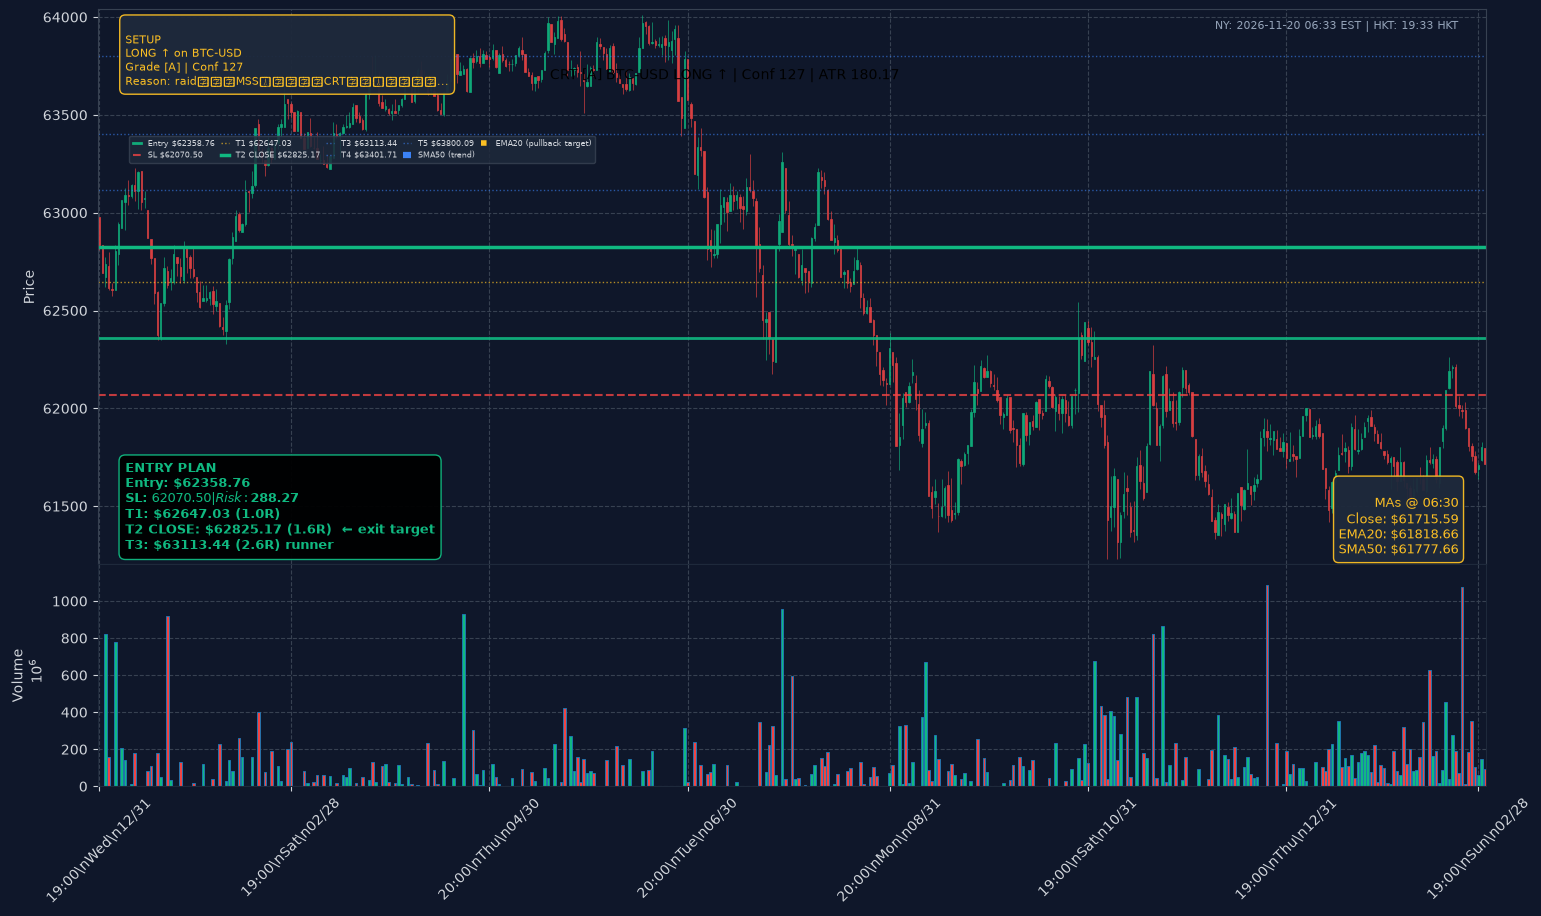 NY: 2026-11-20 06:33 EST | HKT: 19:33 HKT
SETUP
LONG ↑ on BTC-USD
Grade [A] | Conf 127
Reason: raid▯▯▯MSS▯▯▯▯▯▯CRT▯▯▯▯▯▯▯▯...
CRT [A] BTC-USD LONG ↑ | Conf 127 | ATR 180.17
Entry $62358.76
SL $62070.50
T1 $62647.03
T2 CLOSE $62825.17
T3 $63113.44
T4 $63401.71
T5 $63800.09
SMA50 (trend)
EMA20 (pullback target)
Price
64000
63500
63000
62500
62000
61500
ENTRY PLAN
Entry: $62358.76
SL: 62070.50|Risk: 288.27
T1: $62647.03 (1.0R)
T2 CLOSE: $62825.17 (1.6R) ← exit target
T3: $63113.44 (2.6R) runner
MAs @ 06:30
Close: $61715.59
EMA20: $61818.66
SMA50: $61777.66
Volume
10⁶
1000
800
600
400
200
0
19:00\nWed\n12/31
19:00\nSat\n02/28
20:00\nThu\n04/30
20:00\nTue\n06/30
20:00\nMon\n08/31
19:00\nSat\n10/31
19:00\nThu\n12/31
19:00\nSun\n02/28